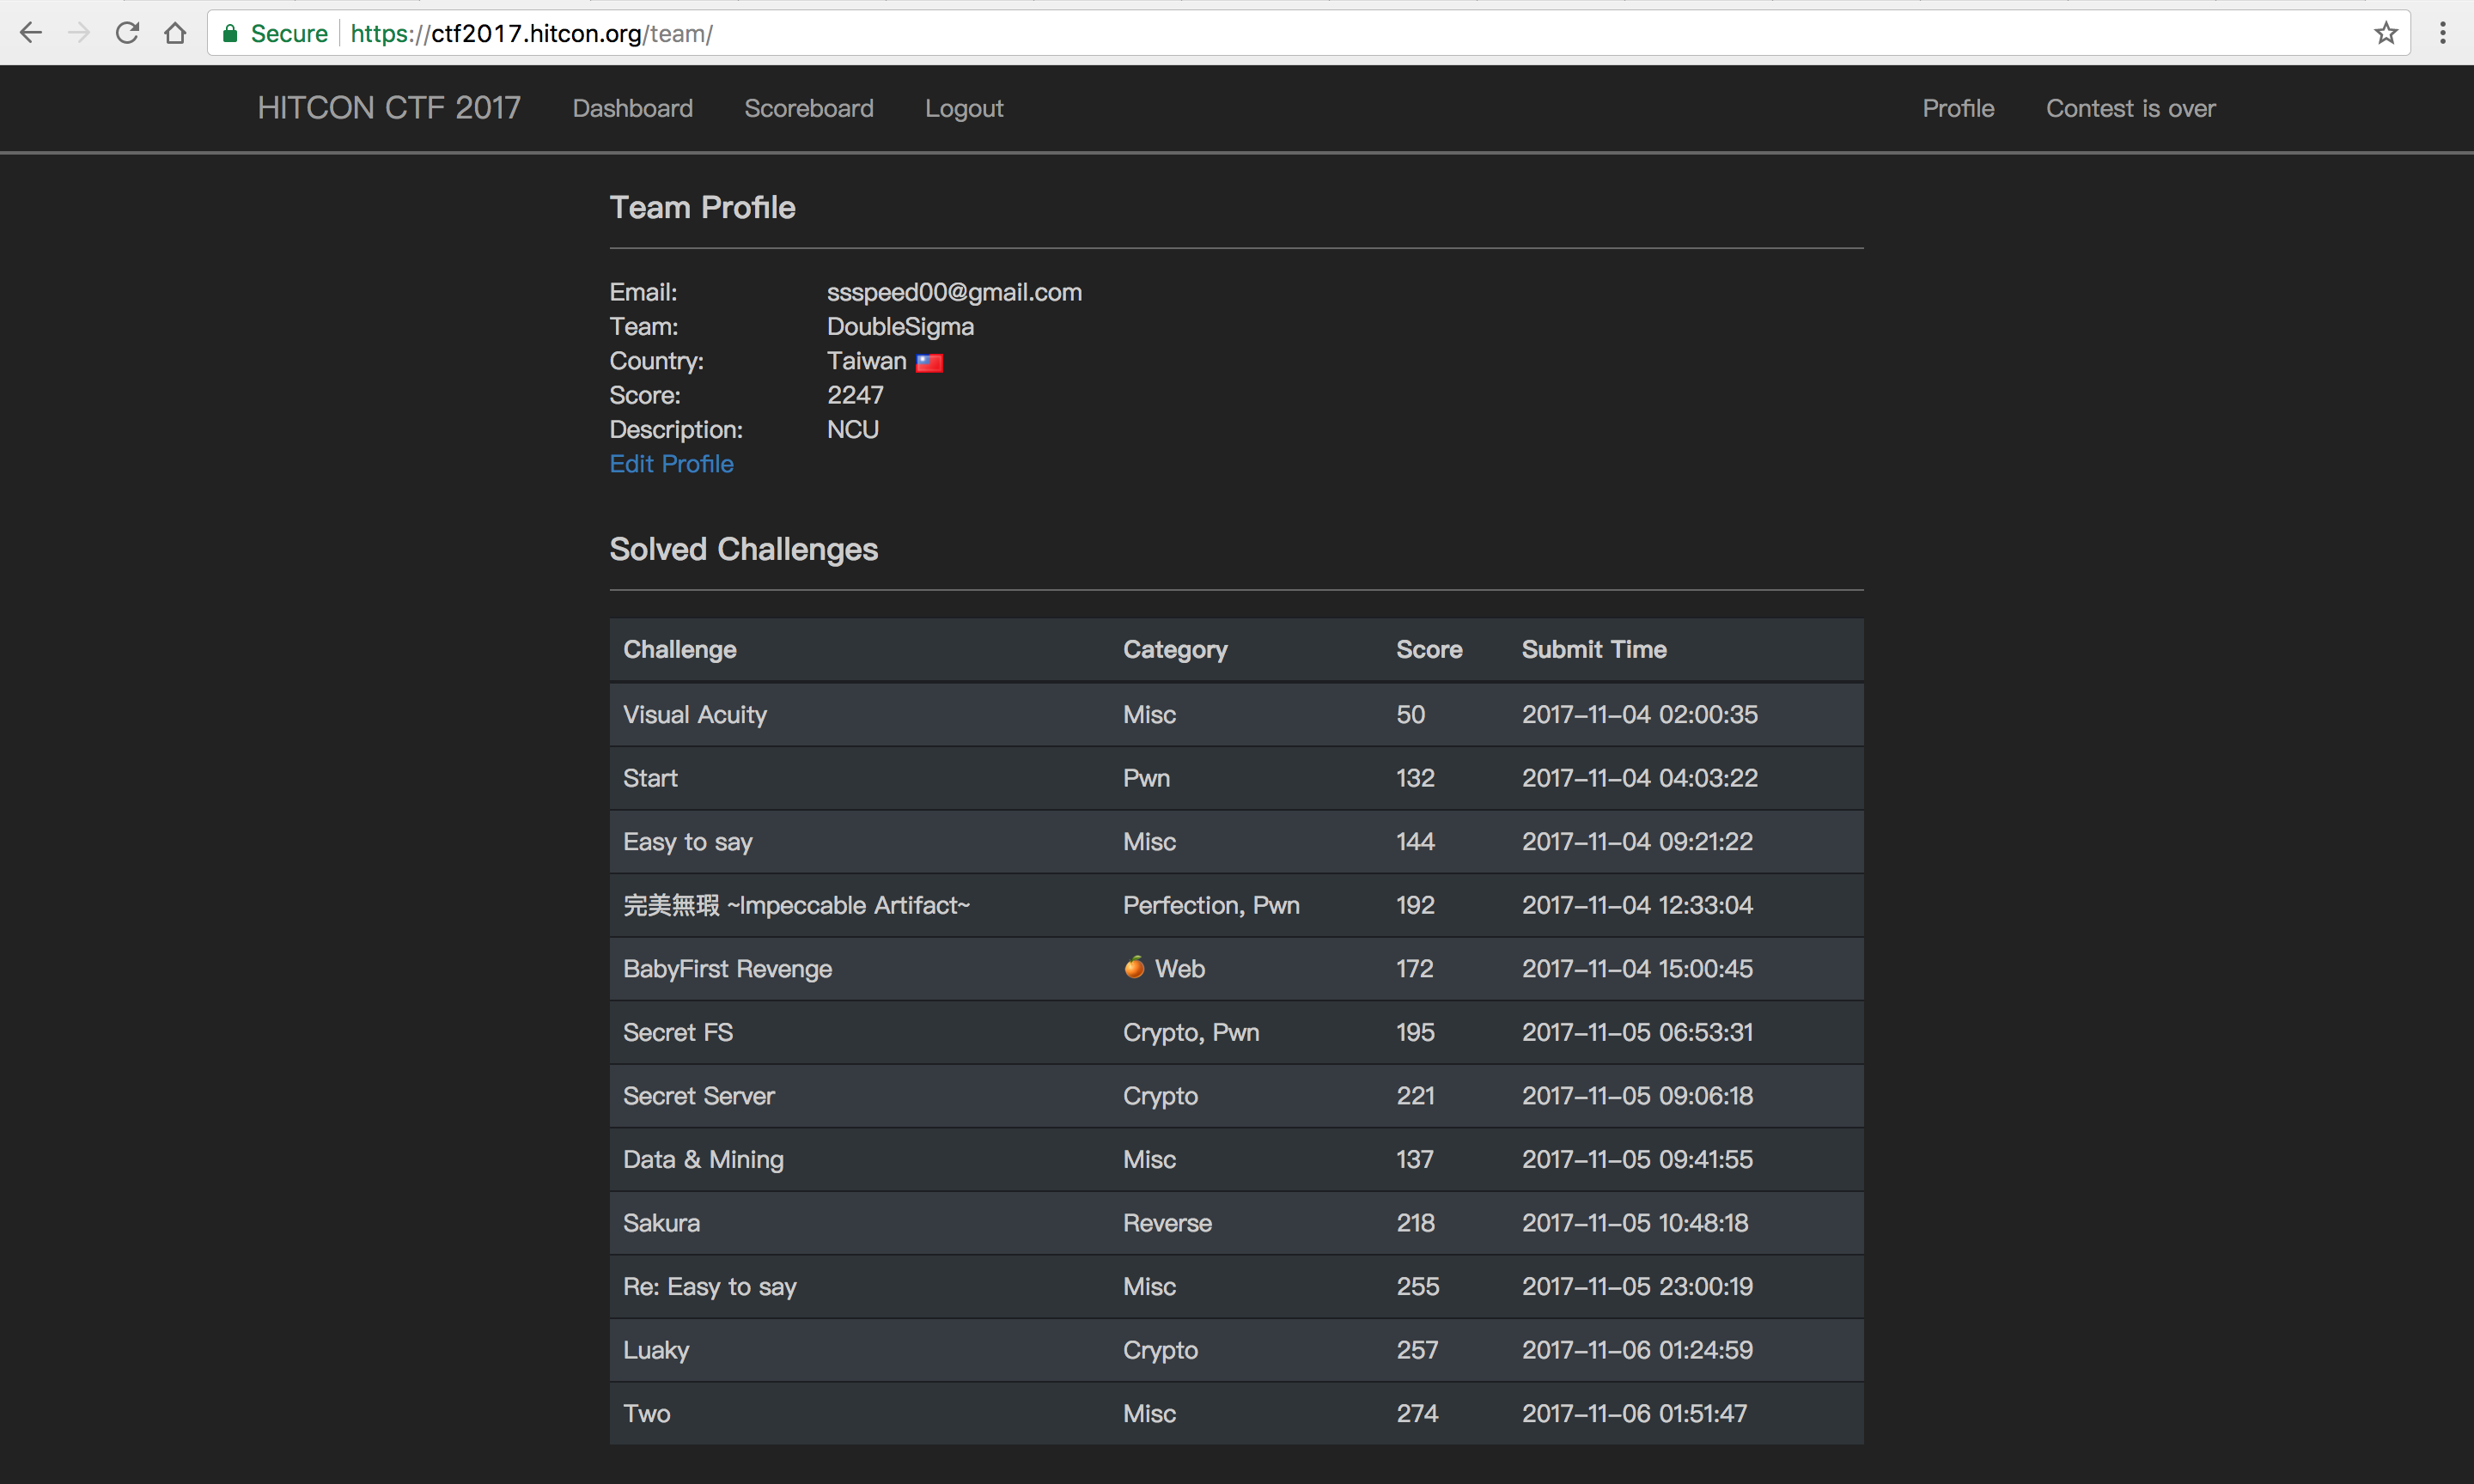 Secure https://ctf2017.hitcon.org/team/
HITCON CTF 2017 Dashboard Scoreboard Logout Profile Contest is over
Team Profile
Email: ssspeed00@gmail.com
Team: DoubleSigma
Country: Taiwan 🇹🇼
Score: 2247
Description: NCU
Edit Profile
Solved Challenges
Challenge Category Score Submit Time
Visual Acuity Misc 50 2017-11-04 02:00:35
Start Pwn 132 2017-11-04 04:03:22
Easy to say Misc 144 2017-11-04 09:21:22
完美無瑕 ~Impeccable Artifact~ Perfection, Pwn 192 2017-11-04 12:33:04
BabyFirst Revenge 🍊 Web 172 2017-11-04 15:00:45
Secret FS Crypto, Pwn 195 2017-11-05 06:53:31
Secret Server Crypto 221 2017-11-05 09:06:18
Data & Mining Misc 137 2017-11-05 09:41:55
Sakura Reverse 218 2017-11-05 10:48:18
Re: Easy to say Misc 255 2017-11-05 23:00:19
Luaky Crypto 257 2017-11-06 01:24:59
Two Misc 274 2017-11-06 01:51:47